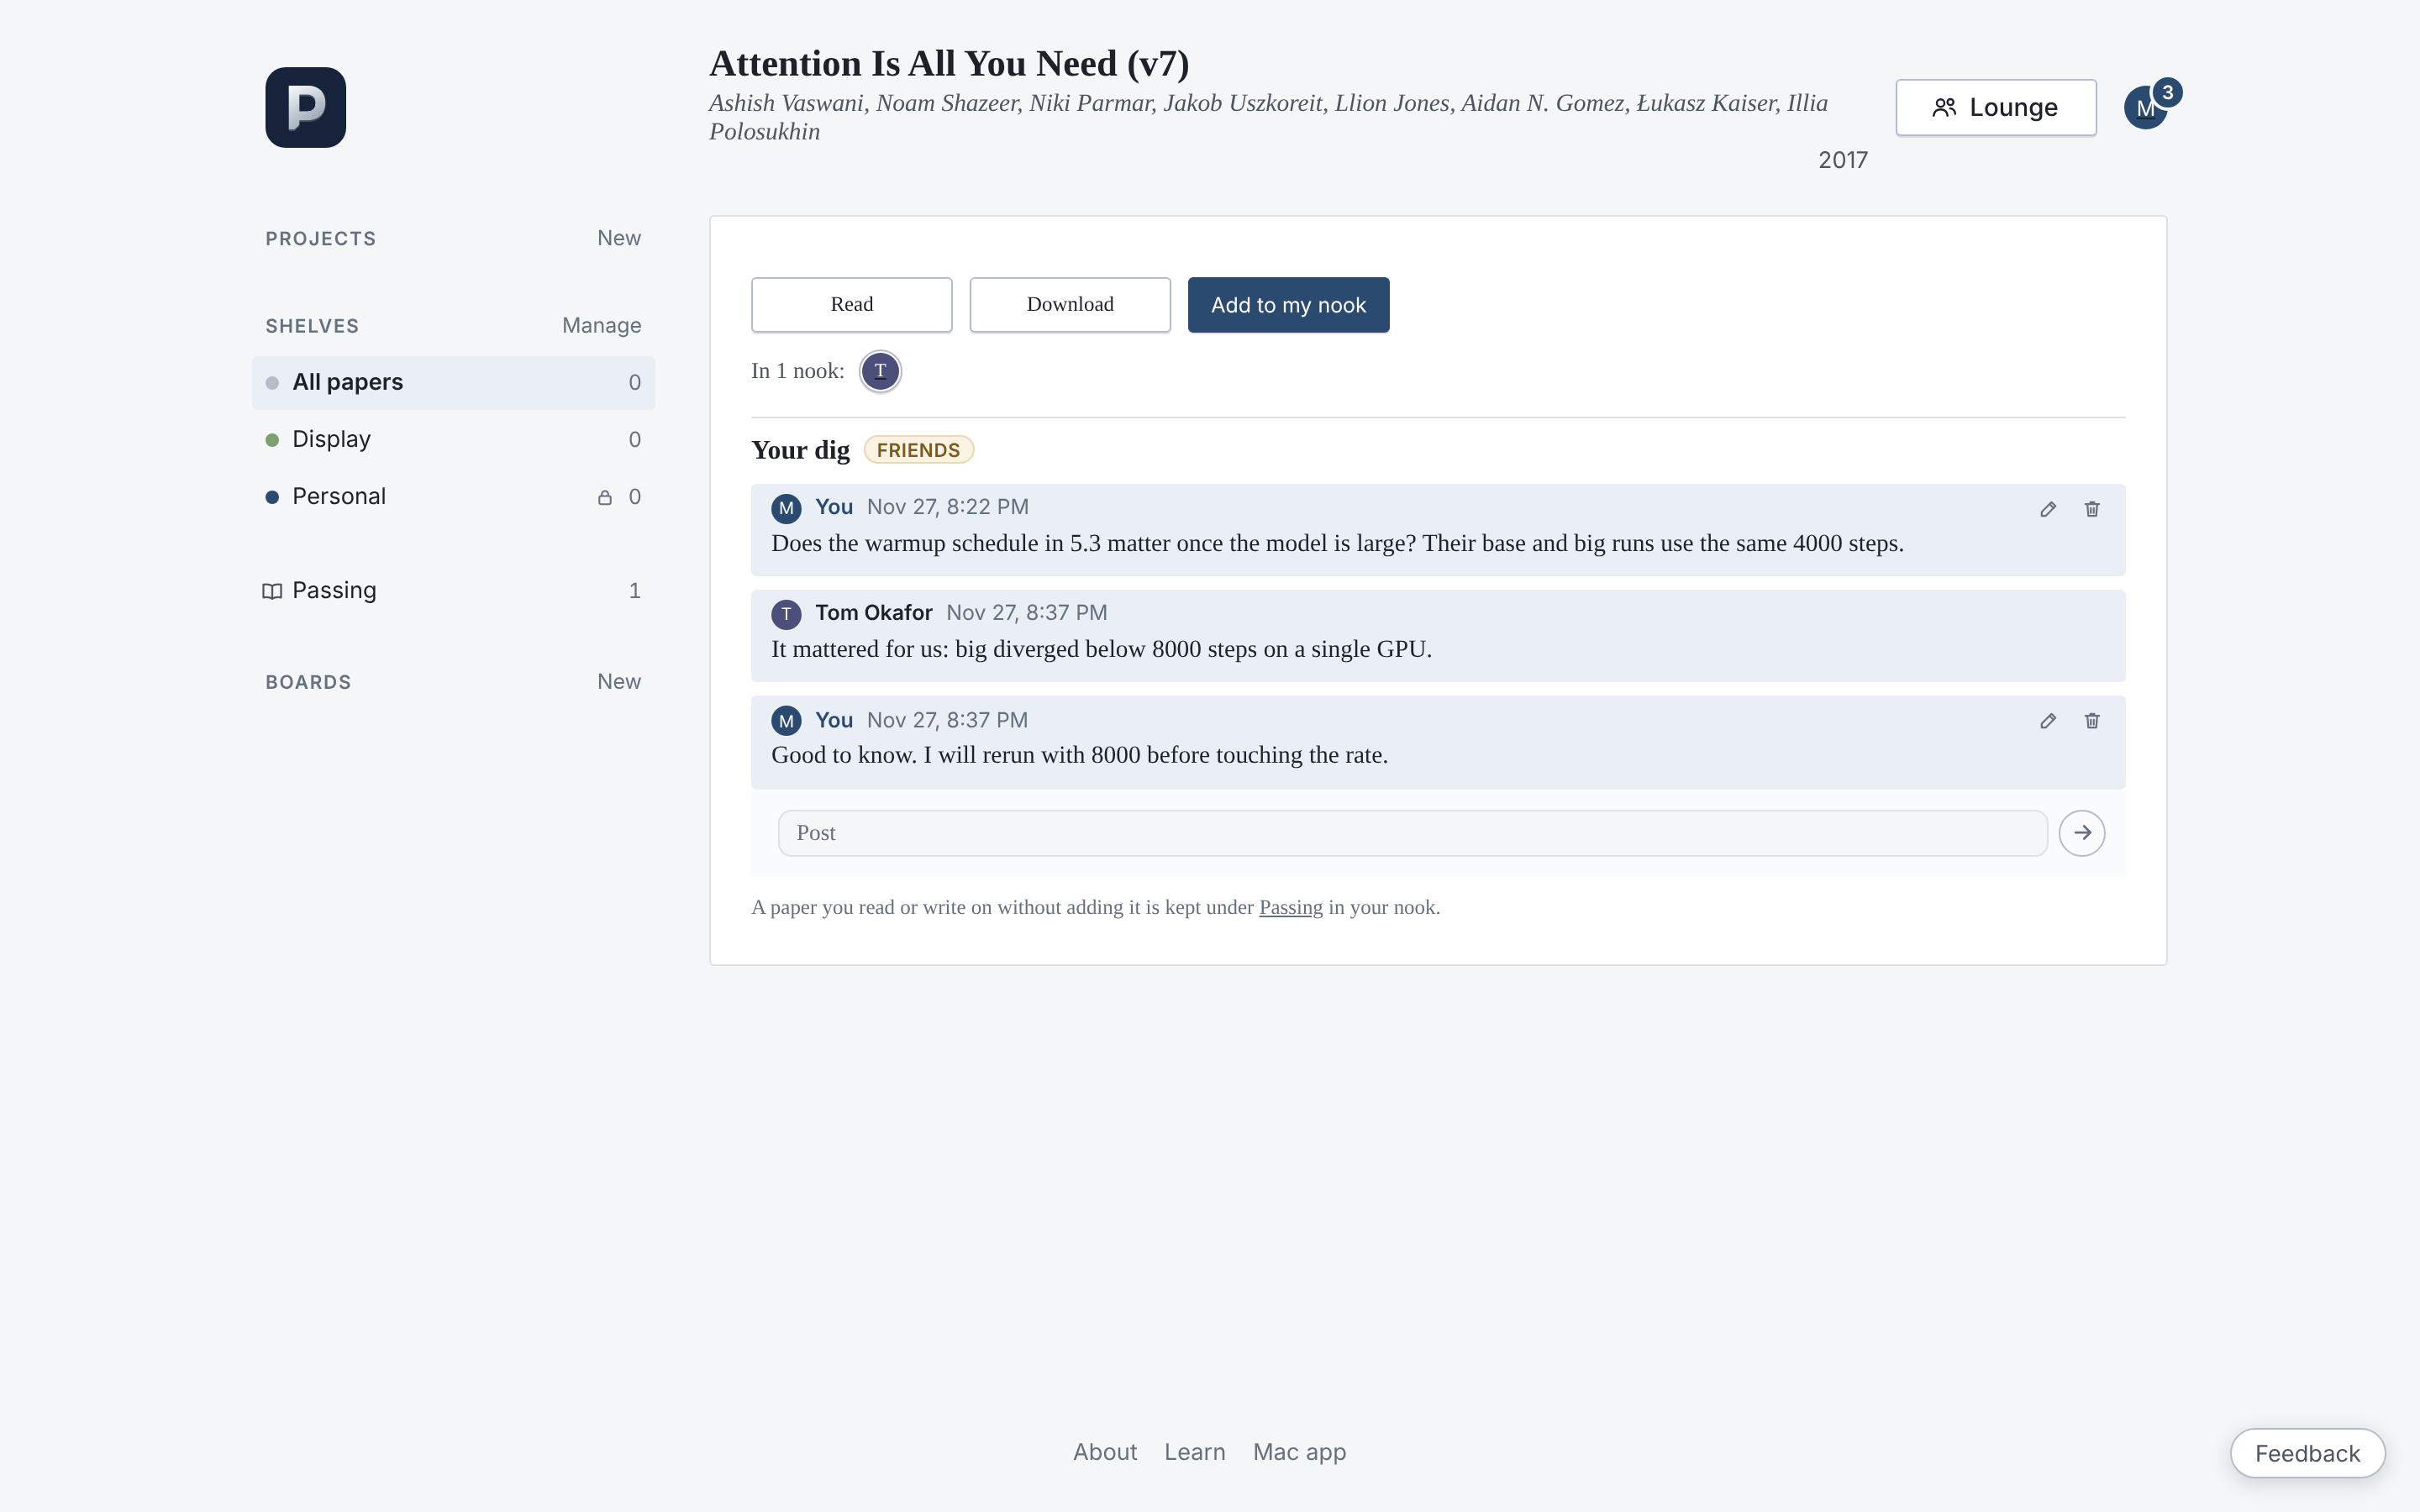 P
Attention Is All You Need (v7)
Ashish Vaswani, Noam Shazeer, Niki Parmar, Jakob Uszkoreit, Llion Jones, Aidan N. Gomez, Łukasz Kaiser, Illia
Polosukhin
2017
Lounge
M 3
PROJECTS New
SHELVES Manage
All papers 0
Display 0
Personal 0
Passing 1
BOARDS New
Read Download Add to my nook
In 1 nook: T
Your dig FRIENDS
M You Nov 27, 8:22 PM
Does the warmup schedule in 5.3 matter once the model is large? Their base and big runs use the same 4000 steps.
T Tom Okafor Nov 27, 8:37 PM
It mattered for us: big diverged below 8000 steps on a single GPU.
M You Nov 27, 8:37 PM
Good to know. I will rerun with 8000 before touching the rate.
Post
A paper you read or write on without adding it is kept under Passing in your nook.
About Learn Mac app
Feedback